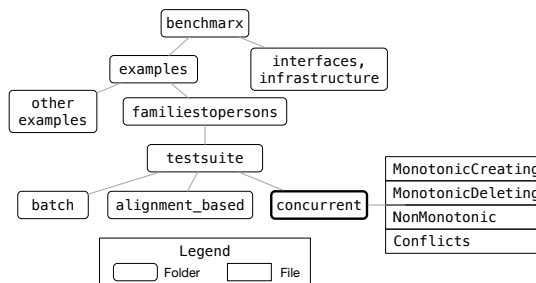 benchmarx
examples
interfaces,
infrastructure
other
examples
familiestopersons
testsuite
batch
alignment_based
concurrent
MonotonicCreating
MonotonicDeleting
NonMonotonic
Conflicts
Legend
Folder
File